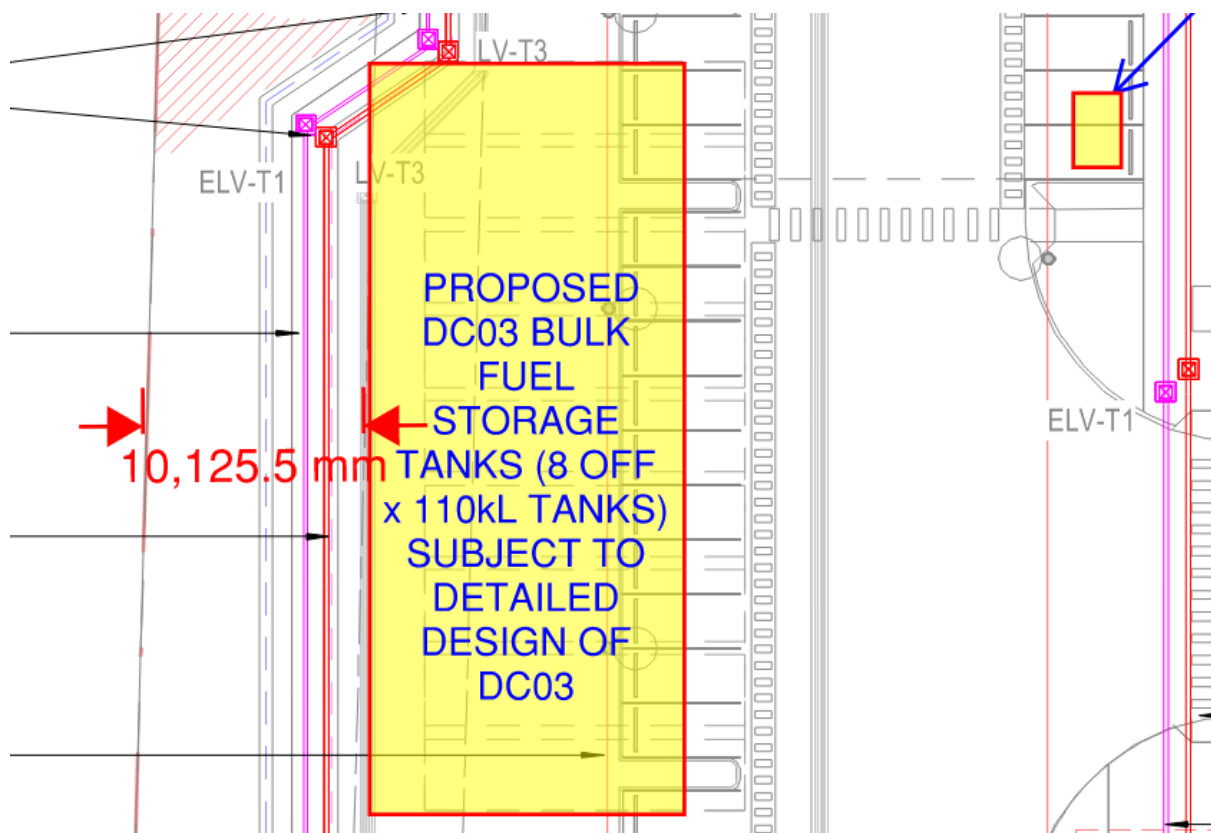 LV-T3
ELV-T1
LV-T3
PROPOSED
DC03 BULK
FUEL
STORAGE
TANKS (8 OFF
x 110kL TANKS)
SUBJECT TO
DETAILED
DESIGN OF
DC03
10,125.5 mm
ELV-T1